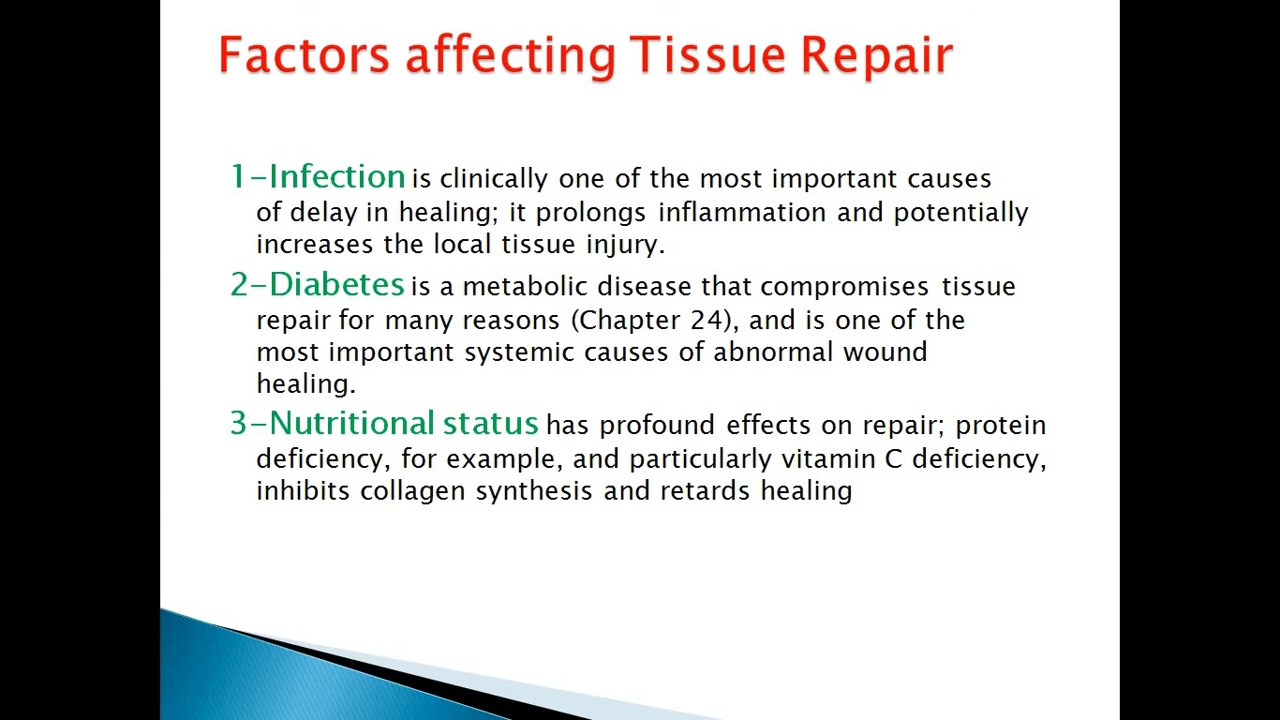 Factors affecting Tissue Repair
1-Infection is clinically one of the most important causes
of delay in healing; it prolongs inflammation and potentially
increases the local tissue injury.
2-Diabetes is a metabolic disease that compromises tissue
repair for many reasons (Chapter 24), and is one of the
most important systemic causes of abnormal wound
healing.
3-Nutritional status has profound effects on repair; protein
deficiency, for example, and particularly vitamin C deficiency,
inhibits collagen synthesis and retards healing